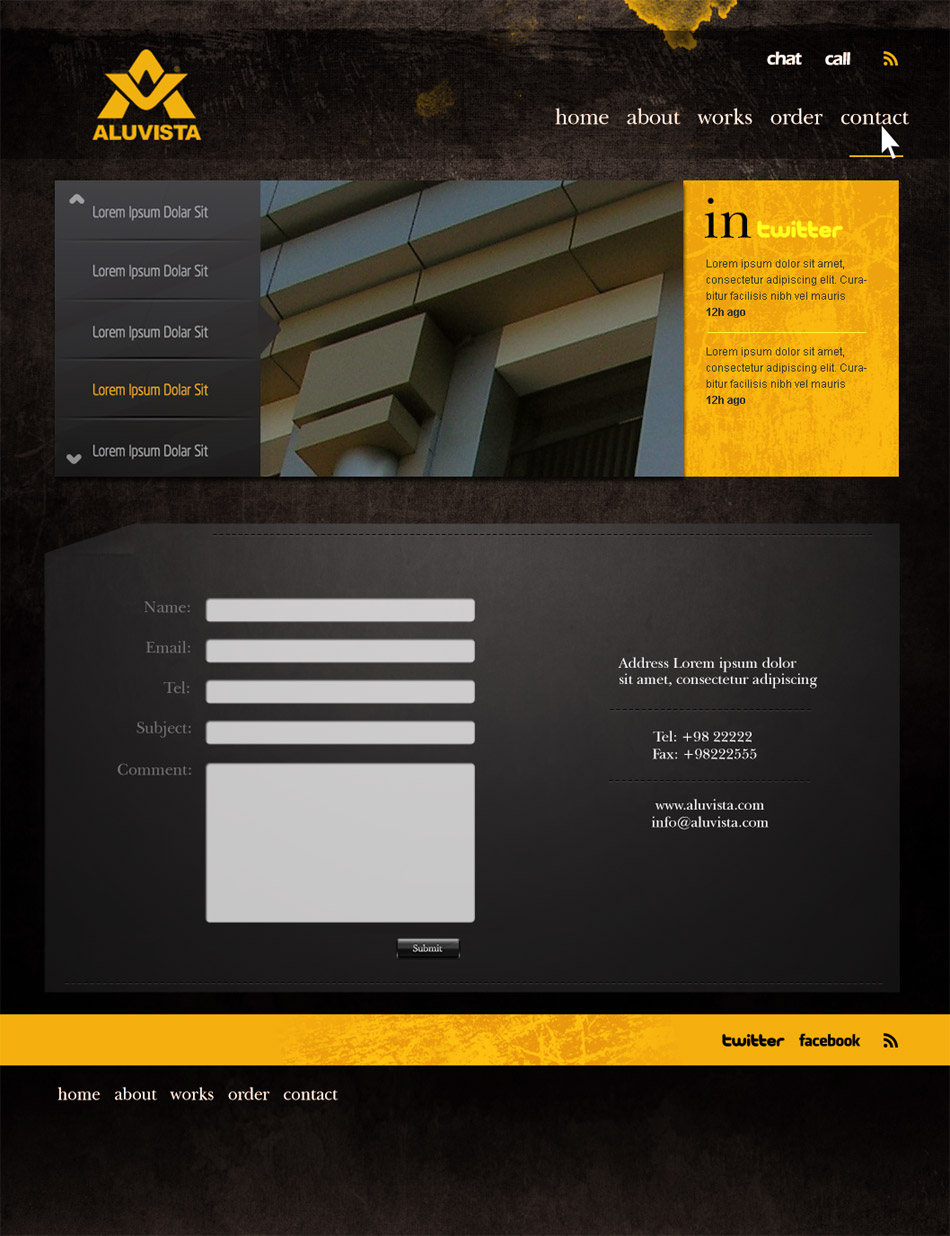 chat call
ALUVISTA
home about works order contact
Lorem Ipsum Dolar Sit
Lorem Ipsum Dolar Sit
Lorem Ipsum Dolar Sit
Lorem Ipsum Dolar Sit
Lorem Ipsum Dolar Sit
in twitter
Lorem ipsum dolor sit amet,
consectetur adipiscing elit. Cura-
bitur facilisis nibh vel mauris
12h ago
Lorem ipsum dolor sit amet,
consectetur adipiscing elit. Cura-
bitur facilisis nibh vel mauris
12h ago
Name:
Email:
Tel:
Subject:
Comment:
Submit
Address Lorem ipsum dolor
sit amet, consectetur adipiscing
Tel: +98 22222
Fax: +98222555
www.aluvista.com
info@aluvista.com
twitter facebook
home about works order contact